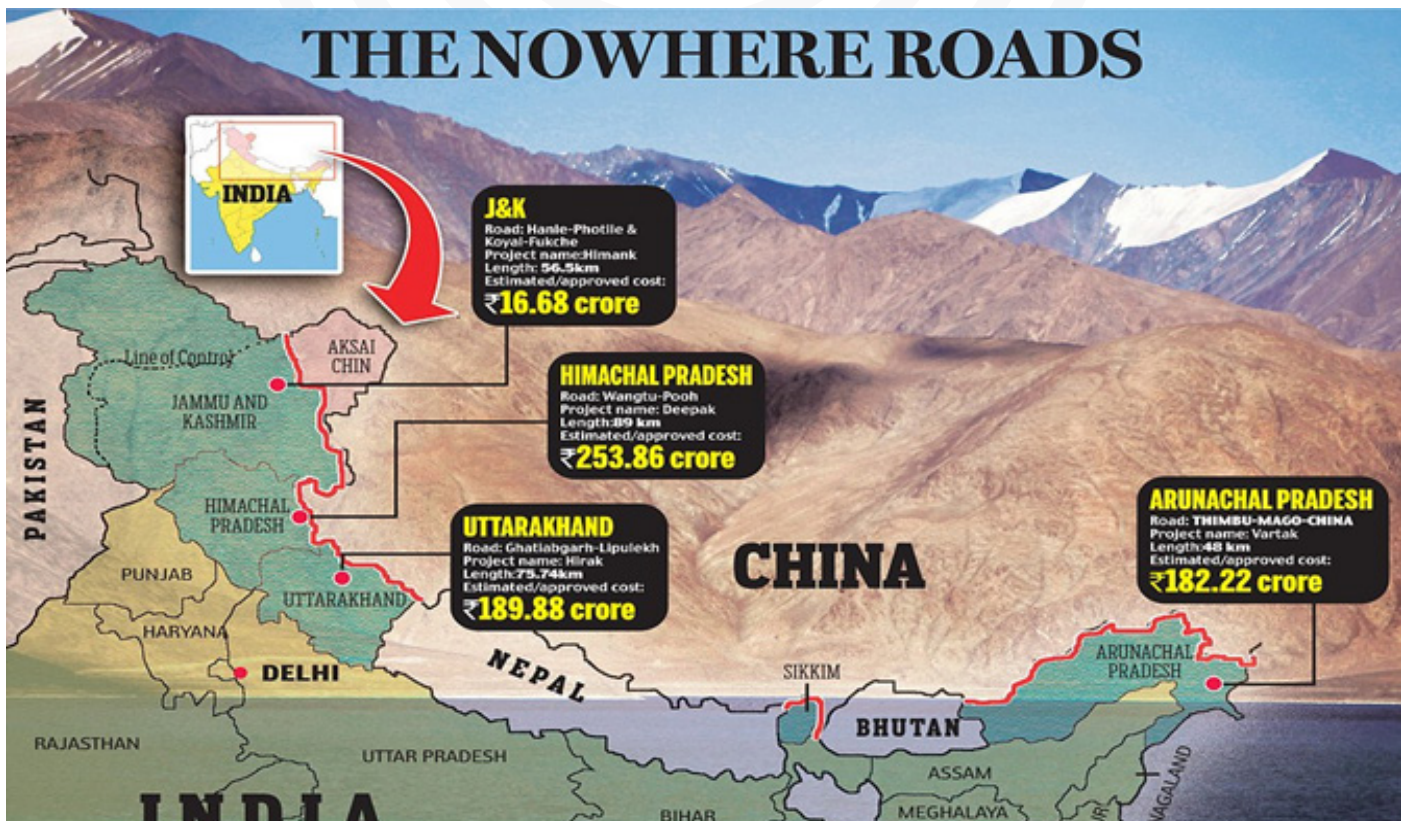 THE NOWHERE ROADS
INDIA
J&K
Road: Hanle-Photile &
Koyal-Fukche
Project name:Himank
Length: 56.5km
Estimated/approved cost:
₹16.68 crore
AKSAI
CHIN
Line of Control
JAMMU AND
KASHMIR
PAKISTAN
HIMACHAL PRADESH
Road: Wangtu-Pooh
Project name: Deepak
Length:89 km
Estimated/approved cost:
₹253.86 crore
HIMACHAL
PRADESH
UTTARAKHAND
Road: Ghatiabgarh-Lipulekh
Project name: Hirak
Length:75.74km
Estimated/approved cost:
₹189.88 crore
CHINA
ARUNACHAL PRADESH
Road: THIMBU-MAGO-CHINA
Project name: Vartak
Length:48 km
Estimated/approved cost:
₹182.22 crore
PUNJAB
UTTARAKHAND
HARYANA
DELHI
NEPAL
SIKKIM
ARUNACHAL
PRADESH
BHUTAN
RAJASTHAN
UTTAR PRADESH
ASSAM
NAGALAND
INDIA
BIHAR
MEGHALAYA